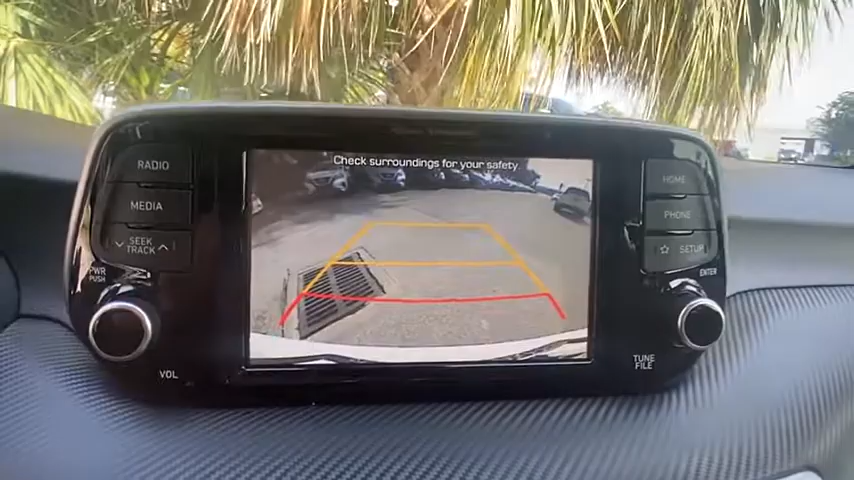 Check surroundings for your safety
RADIO
MEDIA
SEEK
TRACK
PWR
PUSH
VOL
HOME
PHONE
SETUP
ENTER
TUNE
FILE